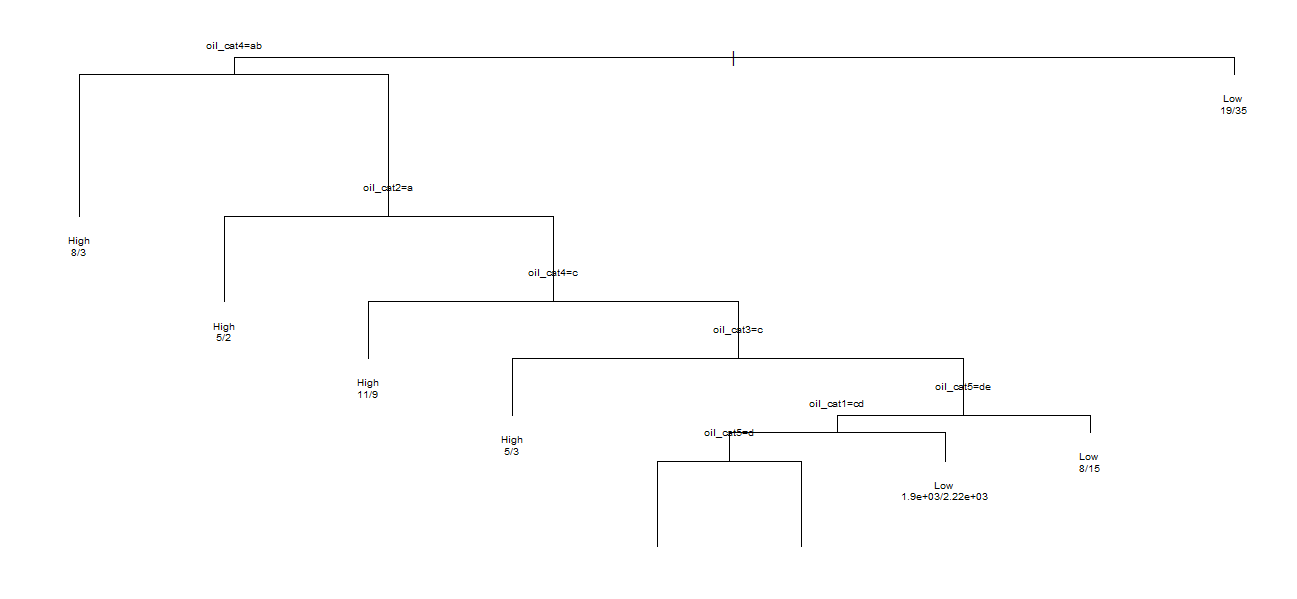 oil_cat4=ab
Low
19/35
oil_cat2=a
High
8/3
oil_cat4=c
High
5/2
oil_cat3=c
High
11/9
oil_cat5=de
oil_cat1=cd
oil_cat5=d
High
5/3
Low
8/15
Low
1.9e+03/2.22e+03